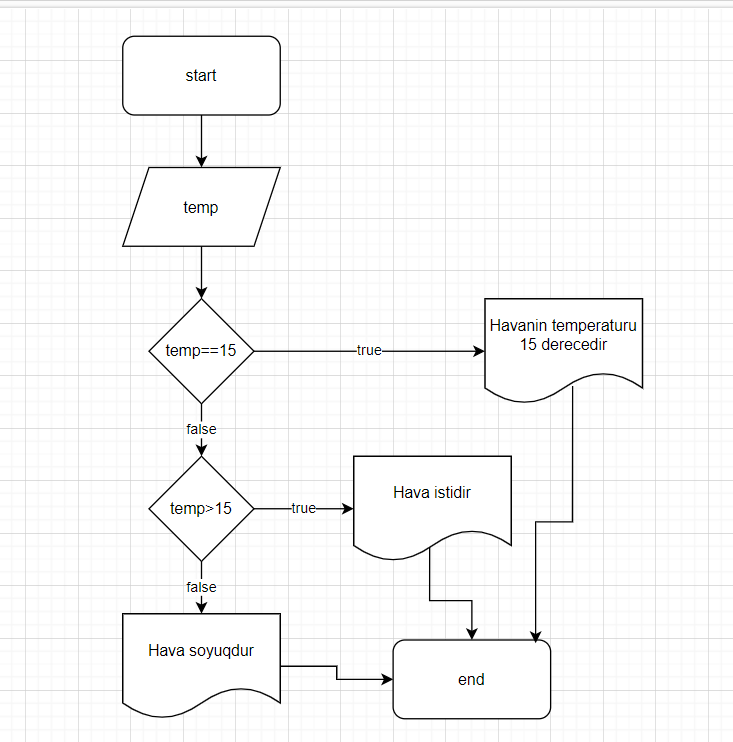 start
temp
temp==15
true
Havanin temperaturu
15 derecedir
false
temp>15
true
Hava istidir
false
Hava soyuqdur
end